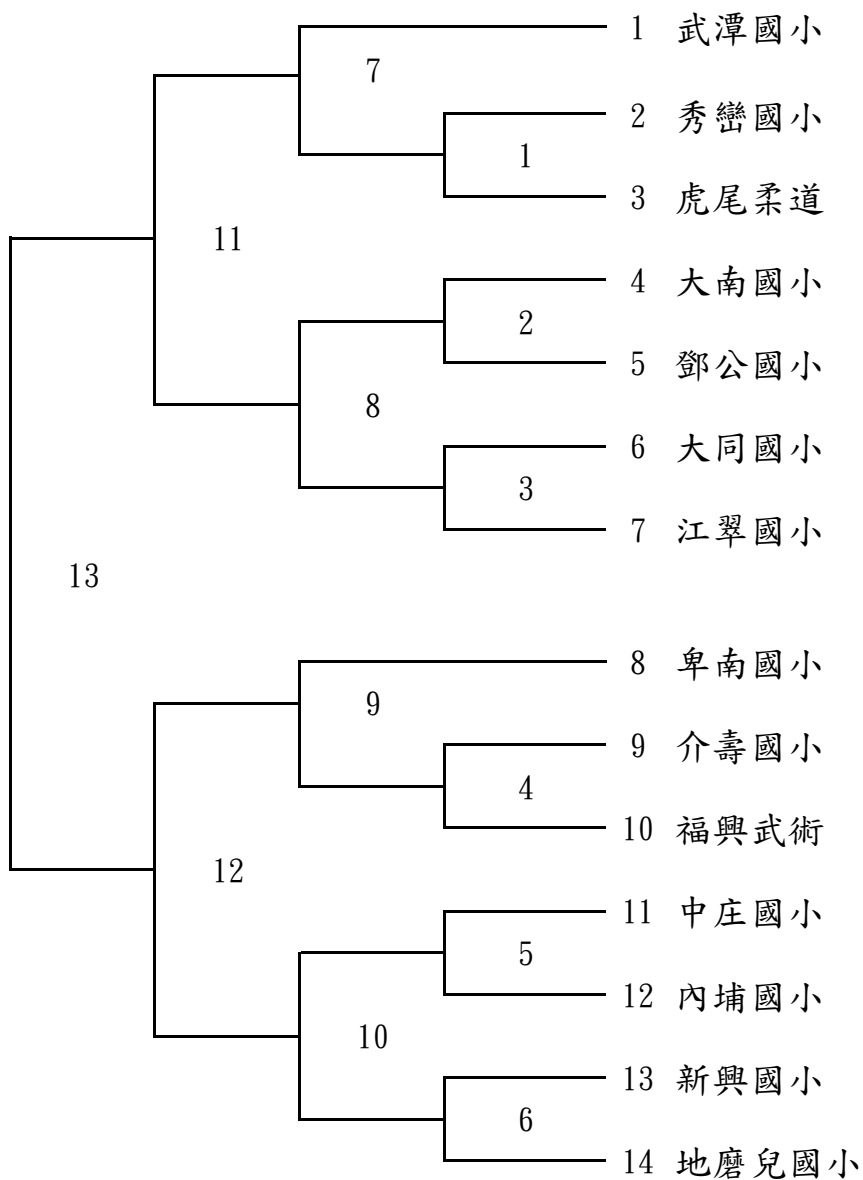 1 武潭國小
7
2 秀巒國小
1
3 虎尾柔道
11
4 大南國小
2
5 鄧公國小
8
6 大同國小
3
7 江翠國小
13
8 卑南國小
9
9 介壽國小
4
10 福興武術
12
11 中庄國小
5
12 內埔國小
10
13 新興國小
6
14 地磨兒國小